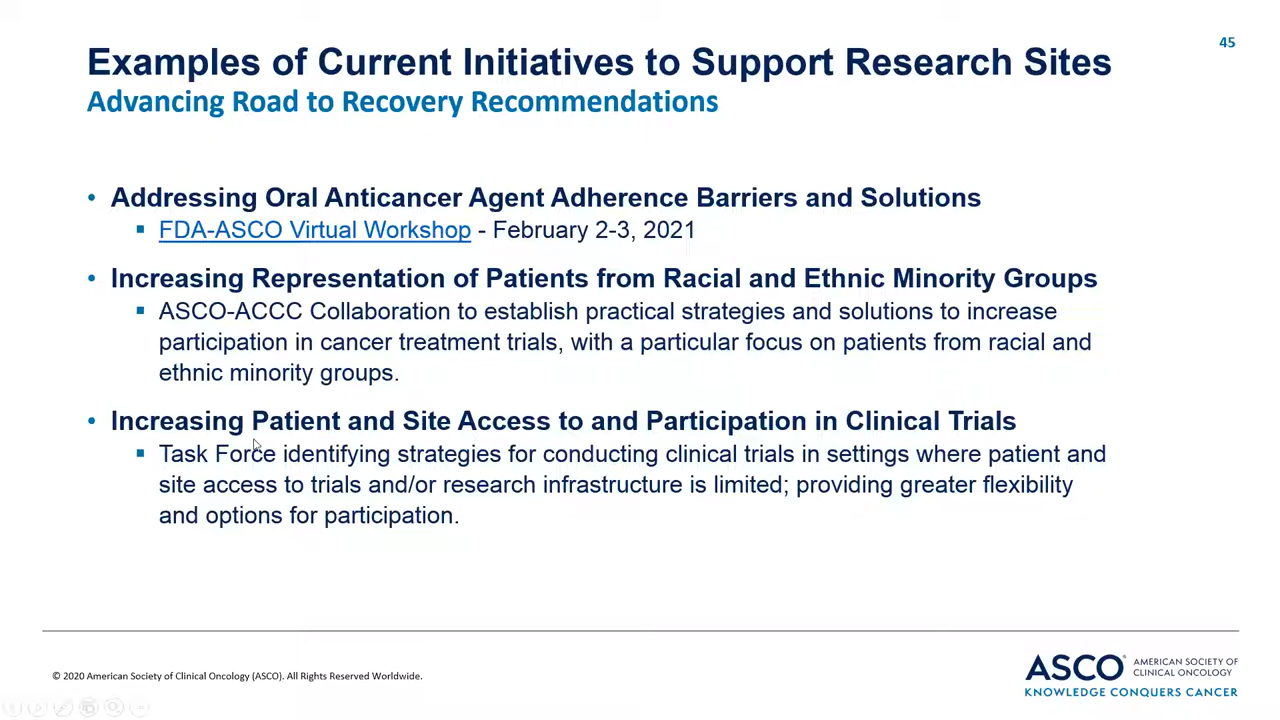 45
Examples of Current Initiatives to Support Research Sites
Advancing Road to Recovery Recommendations
• Addressing Oral Anticancer Agent Adherence Barriers and Solutions
▪ FDA-ASCO Virtual Workshop - February 2-3, 2021
• Increasing Representation of Patients from Racial and Ethnic Minority Groups
▪ ASCO-ACCC Collaboration to establish practical strategies and solutions to increase
participation in cancer treatment trials, with a particular focus on patients from racial and
ethnic minority groups.
• Increasing Patient and Site Access to and Participation in Clinical Trials
▪ Task Force identifying strategies for conducting clinical trials in settings where patient and
site access to trials and/or research infrastructure is limited; providing greater flexibility
and options for participation.
© 2020 American Society of Clinical Oncology (ASCO). All Rights Reserved Worldwide.
ASCO® AMERICAN SOCIETY OF
CLINICAL ONCOLOGY
KNOWLEDGE CONQUERS CANCER